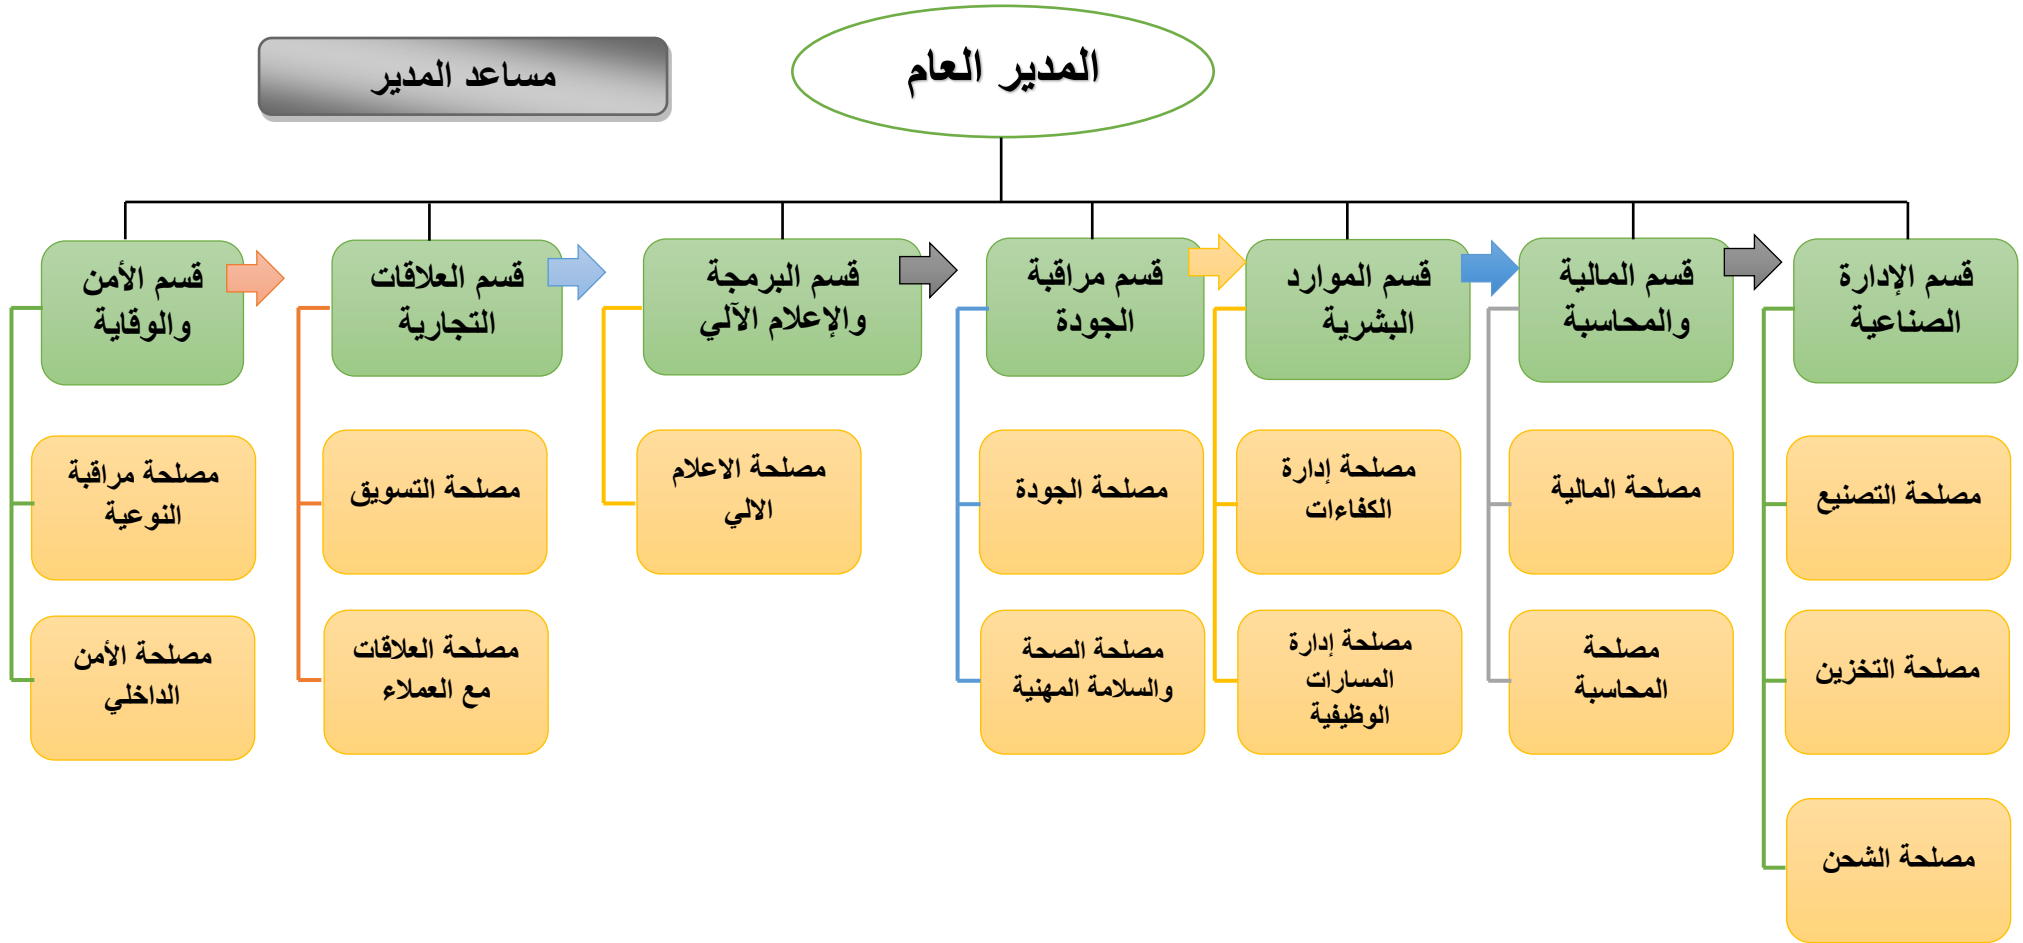 المدير العام
مساعد المدير
قسم الإدارة
الصناعية
قسم المالية
والمحاسبة
قسم الموارد
البشرية
قسم مراقبة
الجودة
قسم البرمجة
والإعلام الآلي
قسم العلاقات
التجارية
قسم الأمن
والوقاية
مصلحة التصنيع
مصلحة المالية
مصلحة إدارة
الكفاءات
مصلحة الجودة
مصلحة الاعلام
الالي
مصلحة التسويق
مصلحة مراقبة
النوعية
مصلحة التخزين
مصلحة
المحاسبة
مصلحة إدارة
المسارات
الوظيفية
مصلحة الصحة
والسلامة المهنية
مصلحة العلاقات
مع العملاء
مصلحة الأمن
الداخلي
مصلحة الشحن